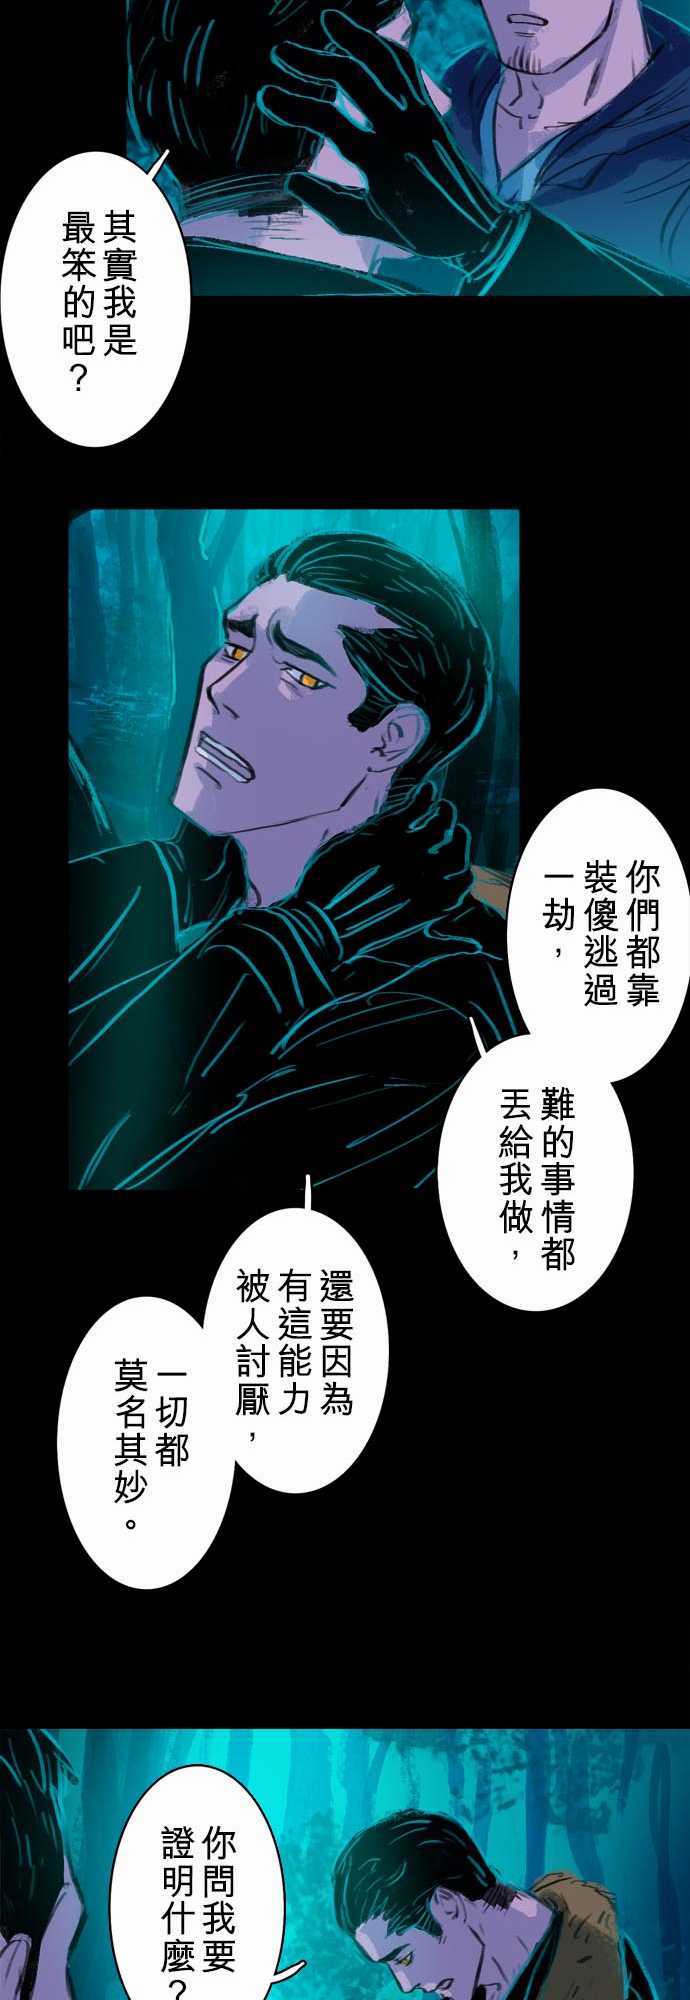 其實我是
最笨的吧？
你們都靠
裝傻逃過
一劫，
難的事情都
丟給我做，
還要因為
有這能力
被人討厭，
一切都
莫名其妙。
你問我要
證明什麼？